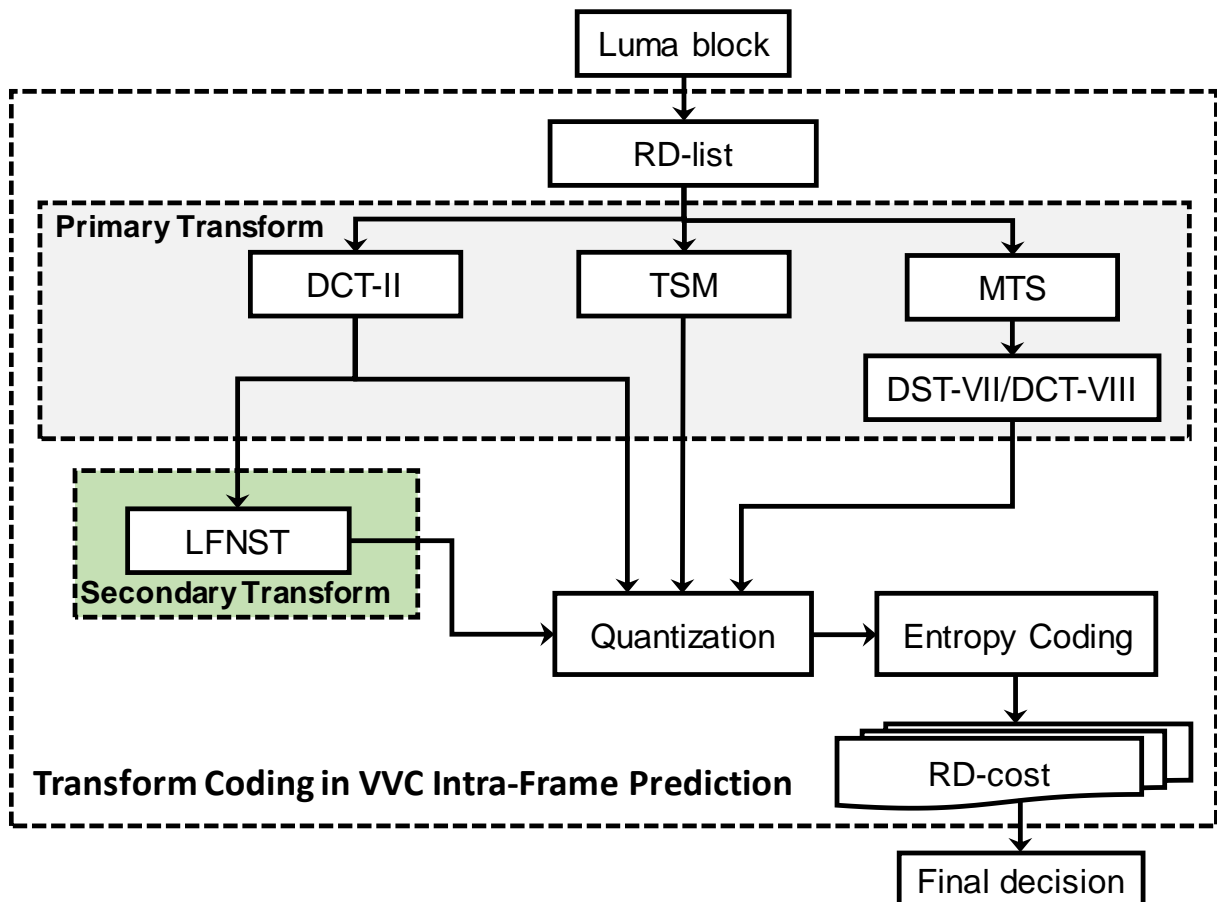 Luma block
RD-list
Primary Transform
DCT-II
TSM
MTS
DST-VII/DCT-VIII
LFNST
Secondary Transform
Quantization
Entropy Coding
RD-cost
Transform Coding in VVC Intra-Frame Prediction
Final decision